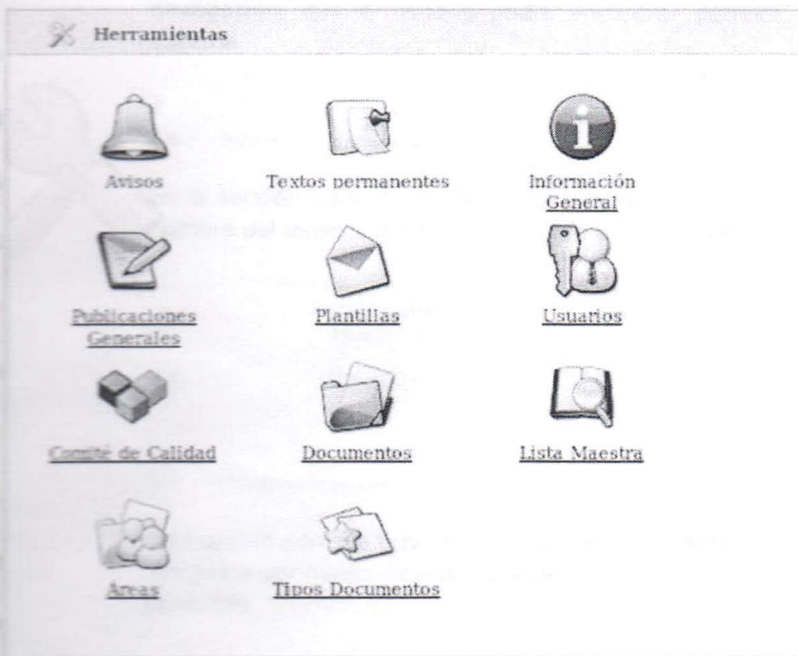 Herramientas
Avisos
Textos permanentes
Información
General
Publicaciones
Generales
Plantillas
Usuarios
Comité de Calidad
Documentos
Lista Maestra
Areas
Tipos Documentos